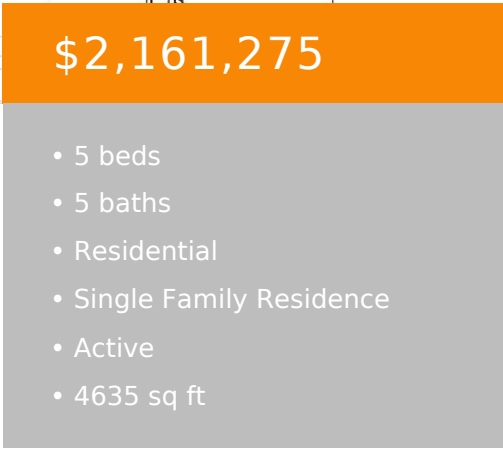 $2,161,275
• 5 beds
• 5 baths
• Residential
• Single Family Residence
• Active
• 4635 sq ft